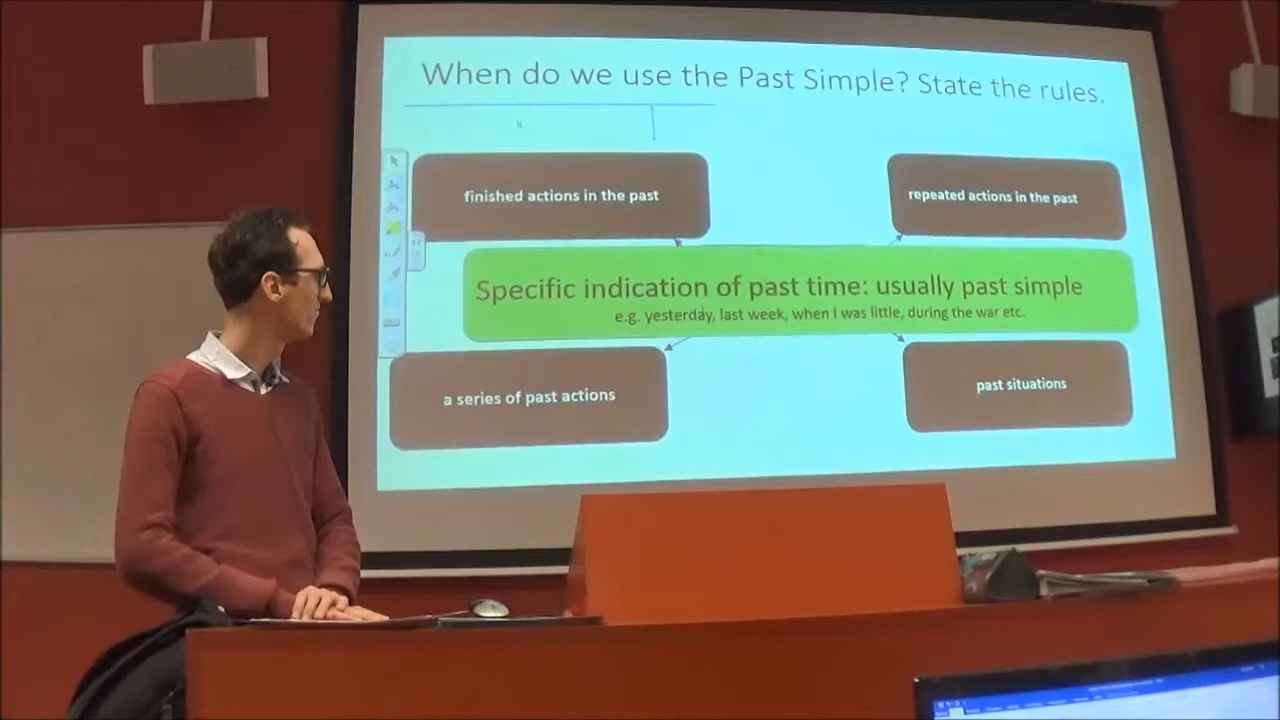 When do we use the Past Simple? State the rules.
finished actions in the past
repeated actions in the past
Specific indication of past time: usually past simple
e.g. yesterday, last week, when I was little, during the war etc.
a series of past actions
past situations